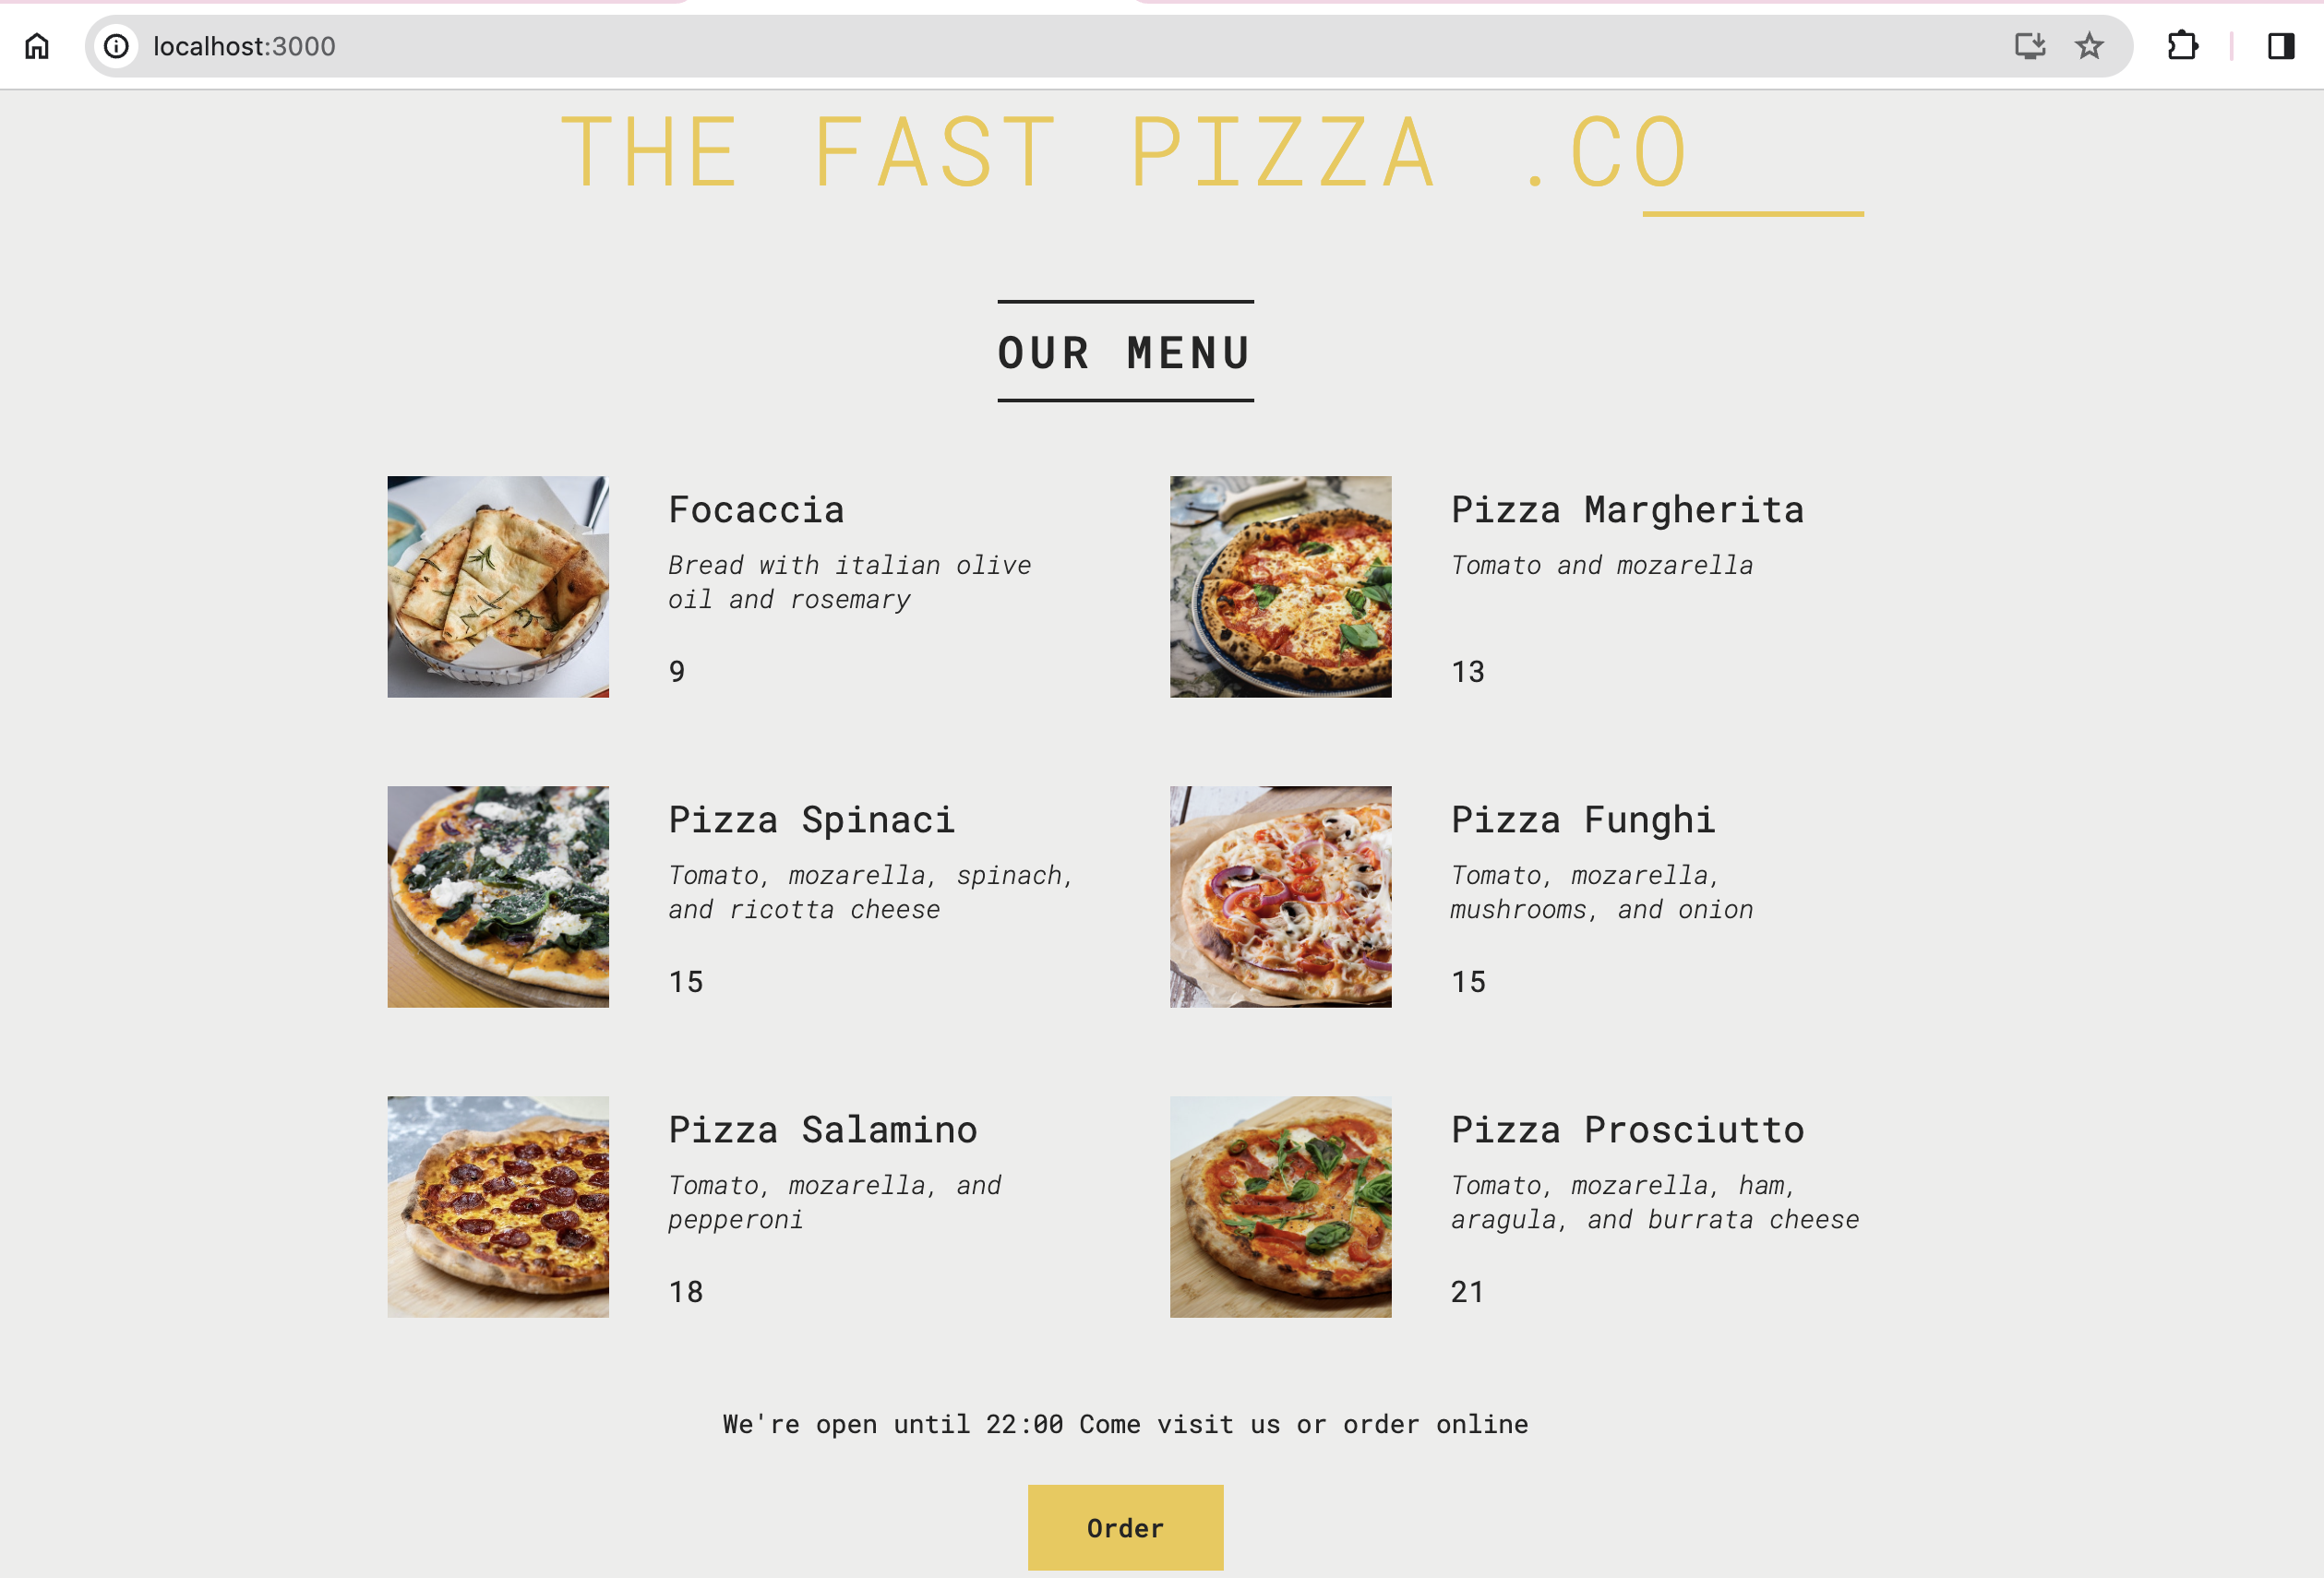 localhost:3000
THE FAST PIZZA .CO
OUR MENU
Focaccia
Bread with italian olive
oil and rosemary
9
Pizza Margherita
Tomato and mozarella
13
Pizza Spinaci
Tomato, mozarella, spinach,
and ricotta cheese
15
Pizza Funghi
Tomato, mozarella,
mushrooms, and onion
15
Pizza Salamino
Tomato, mozarella, and
pepperoni
18
Pizza Prosciutto
Tomato, mozarella, ham,
aragula, and burrata cheese
21
We're open until 22:00 Come visit us or order online
Order